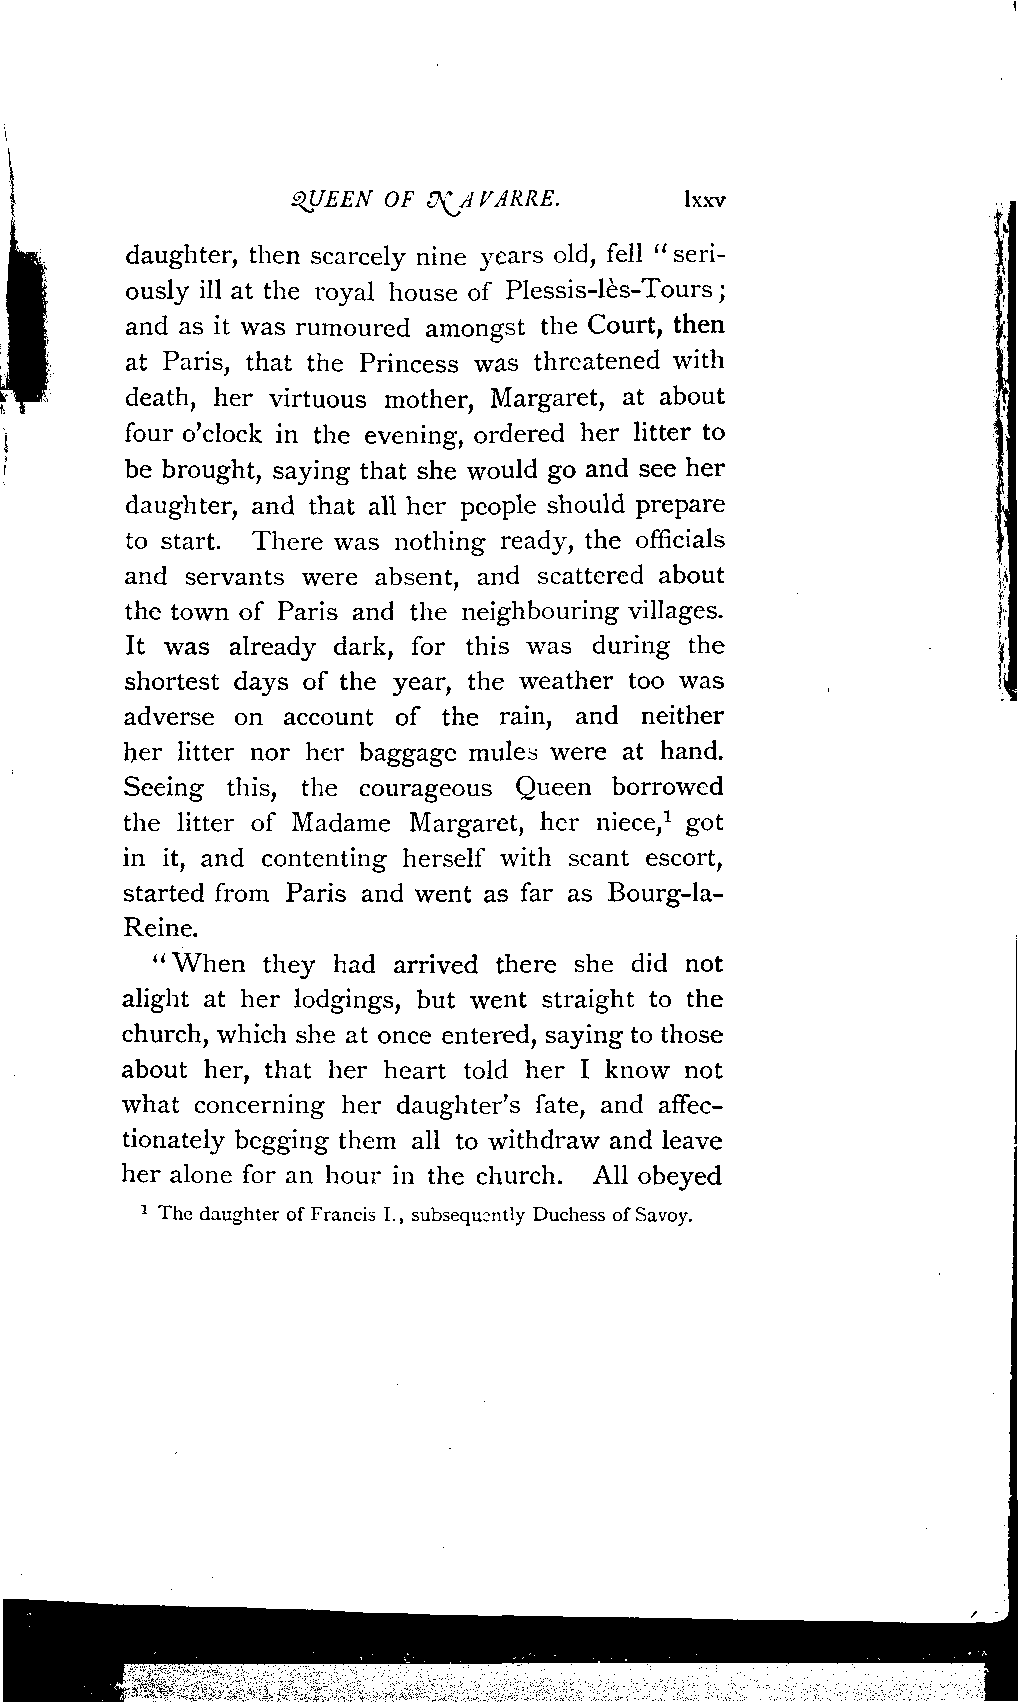 QUEEN OF NAVARRE. lxxv
daughter, then scarcely nine years old, fell “seri-
ously ill at the royal house of Plessis-lès-Tours;
and as it was rumoured amongst the Court, then
at Paris, that the Princess was threatened with
death, her virtuous mother, Margaret, at about
four o’clock in the evening, ordered her litter to
be brought, saying that she would go and see her
daughter, and that all her people should prepare
to start. There was nothing ready, the officials
and servants were absent, and scattered about
the town of Paris and the neighbouring villages.
It was already dark, for this was during the
shortest days of the year, the weather too was
adverse on account of the rain, and neither
her litter nor her baggage mules were at hand.
Seeing this, the courageous Queen borrowed
the litter of Madame Margaret, her niece,¹ got
in it, and contenting herself with scant escort,
started from Paris and went as far as Bourg-la-
Reine.
“When they had arrived there she did not
alight at her lodgings, but went straight to the
church, which she at once entered, saying to those
about her, that her heart told her I know not
what concerning her daughter’s fate, and affec-
tionately begging them all to withdraw and leave
her alone for an hour in the church. All obeyed
¹ The daughter of Francis I., subsequently Duchess of Savoy.